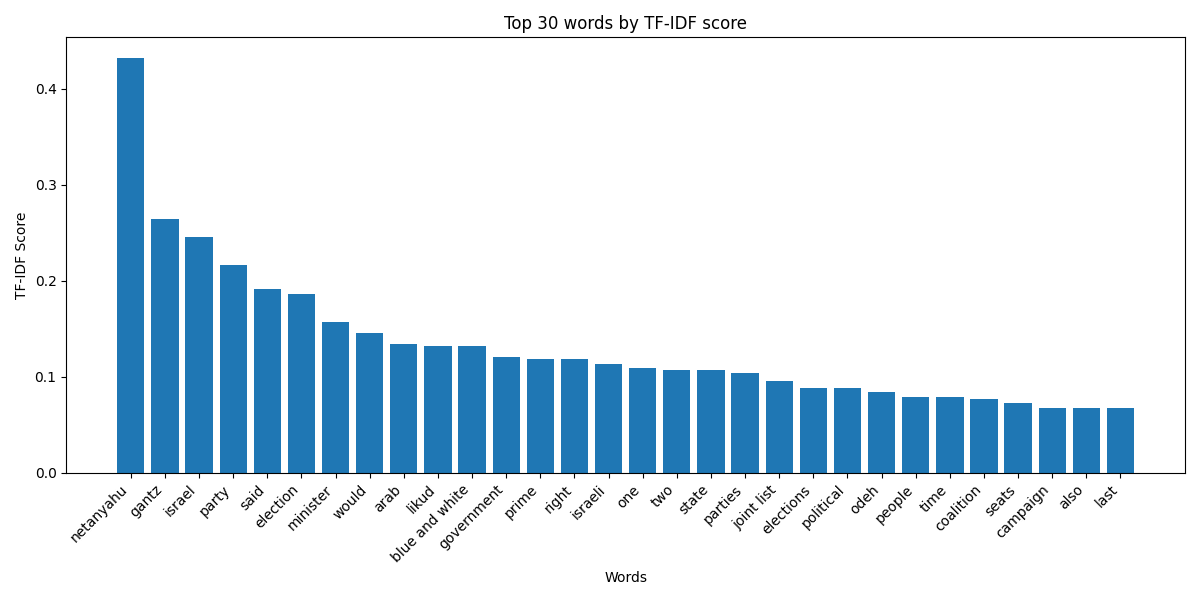 Top 30 words by TF-IDF score
TF-IDF Score
0.4
0.3
0.2
0.1
0.0
netanyahu
gantz
israel
party
said
election
minister
would
arab
likud
blue and white
government
prime
right
israeli
one
two
state
parties
joint list
elections
political
odeh
people
time
coalition
seats
campaign
also
last
Words